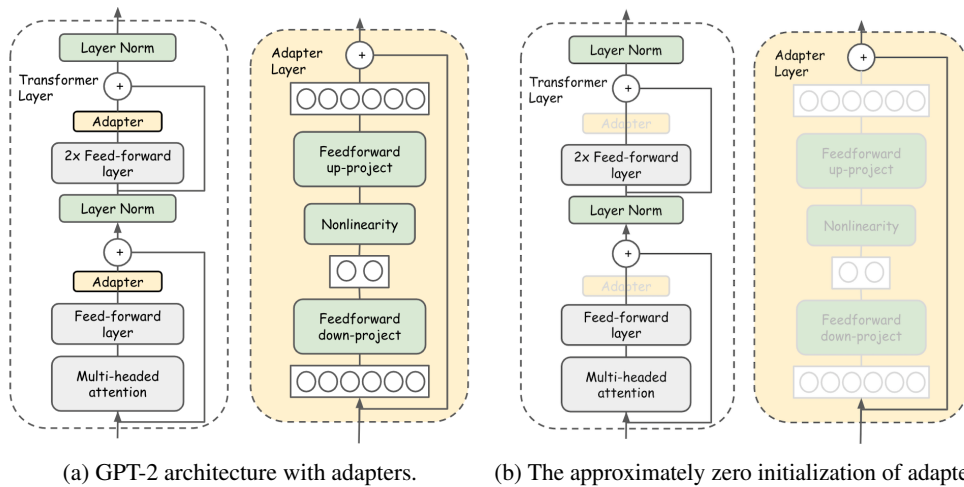 Layer Norm
Transformer
Layer
+
Adapter
2x Feed-forward
layer
Layer Norm
+
Adapter
Feed-forward
layer
Multi-headed
attention
Adapter
Layer
+
Feedforward
up-project
Nonlinearity
Feedforward
down-project
(a) GPT-2 architecture with adapters.
Layer Norm
Transformer
Layer
+
Adapter
2x Feed-forward
layer
Layer Norm
+
Adapter
Feed-forward
layer
Multi-headed
attention
Adapter
Layer
+
Feedforward
up-project
Nonlinearity
Feedforward
down-project
(b) The approximately zero initialization of adapte